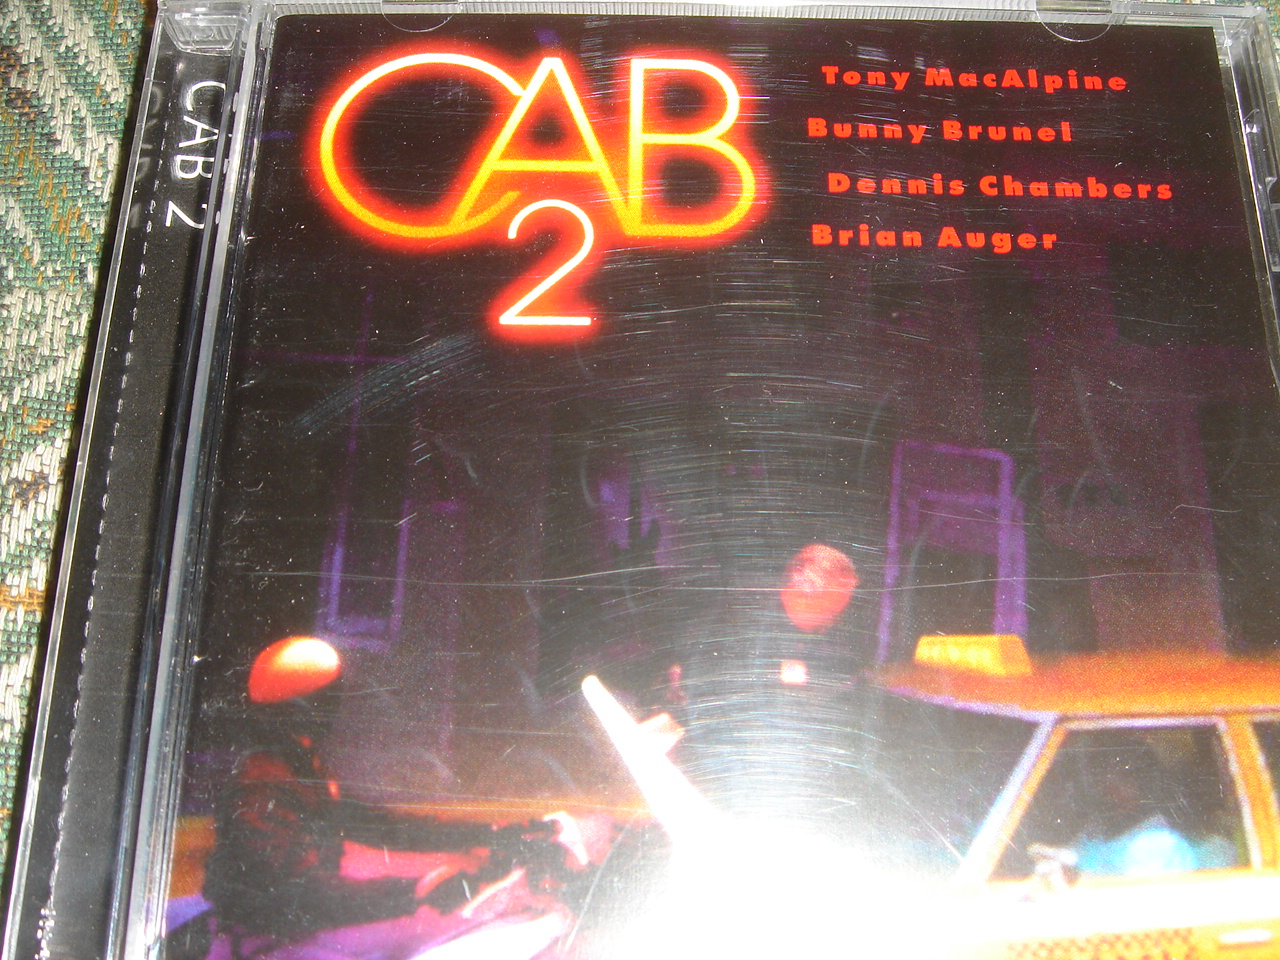 CAB
2
Tony MacAlpine
Bunny Brunel
Dennis Chambers
Brian Auger
CAB 2